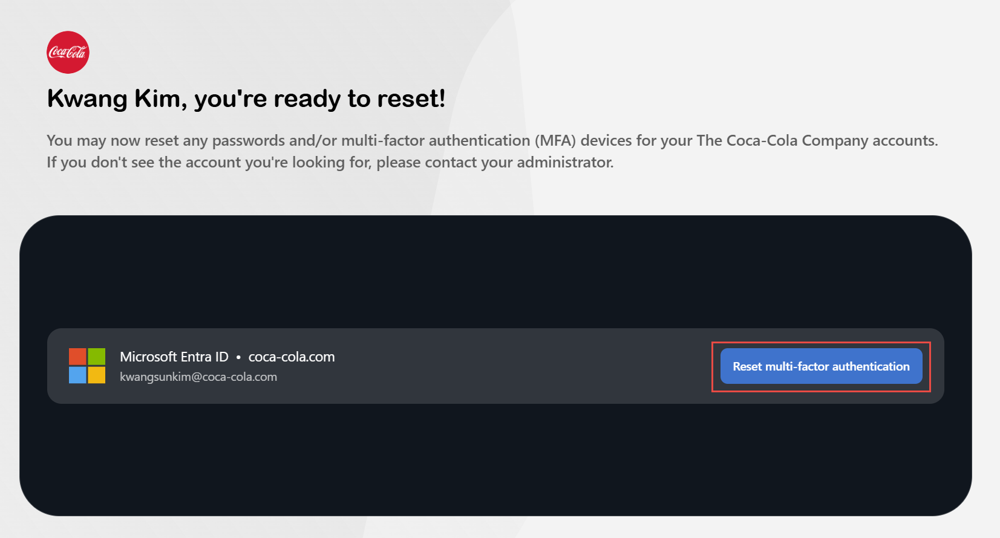 Coca-Cola
Kwang Kim, you're ready to reset!
You may now reset any passwords and/or multi-factor authentication (MFA) devices for your The Coca-Cola Company accounts.
If you don't see the account you're looking for, please contact your administrator.
Microsoft Entra ID • coca-cola.com
kwangsunkim@coca-cola.com
Reset multi-factor authentication